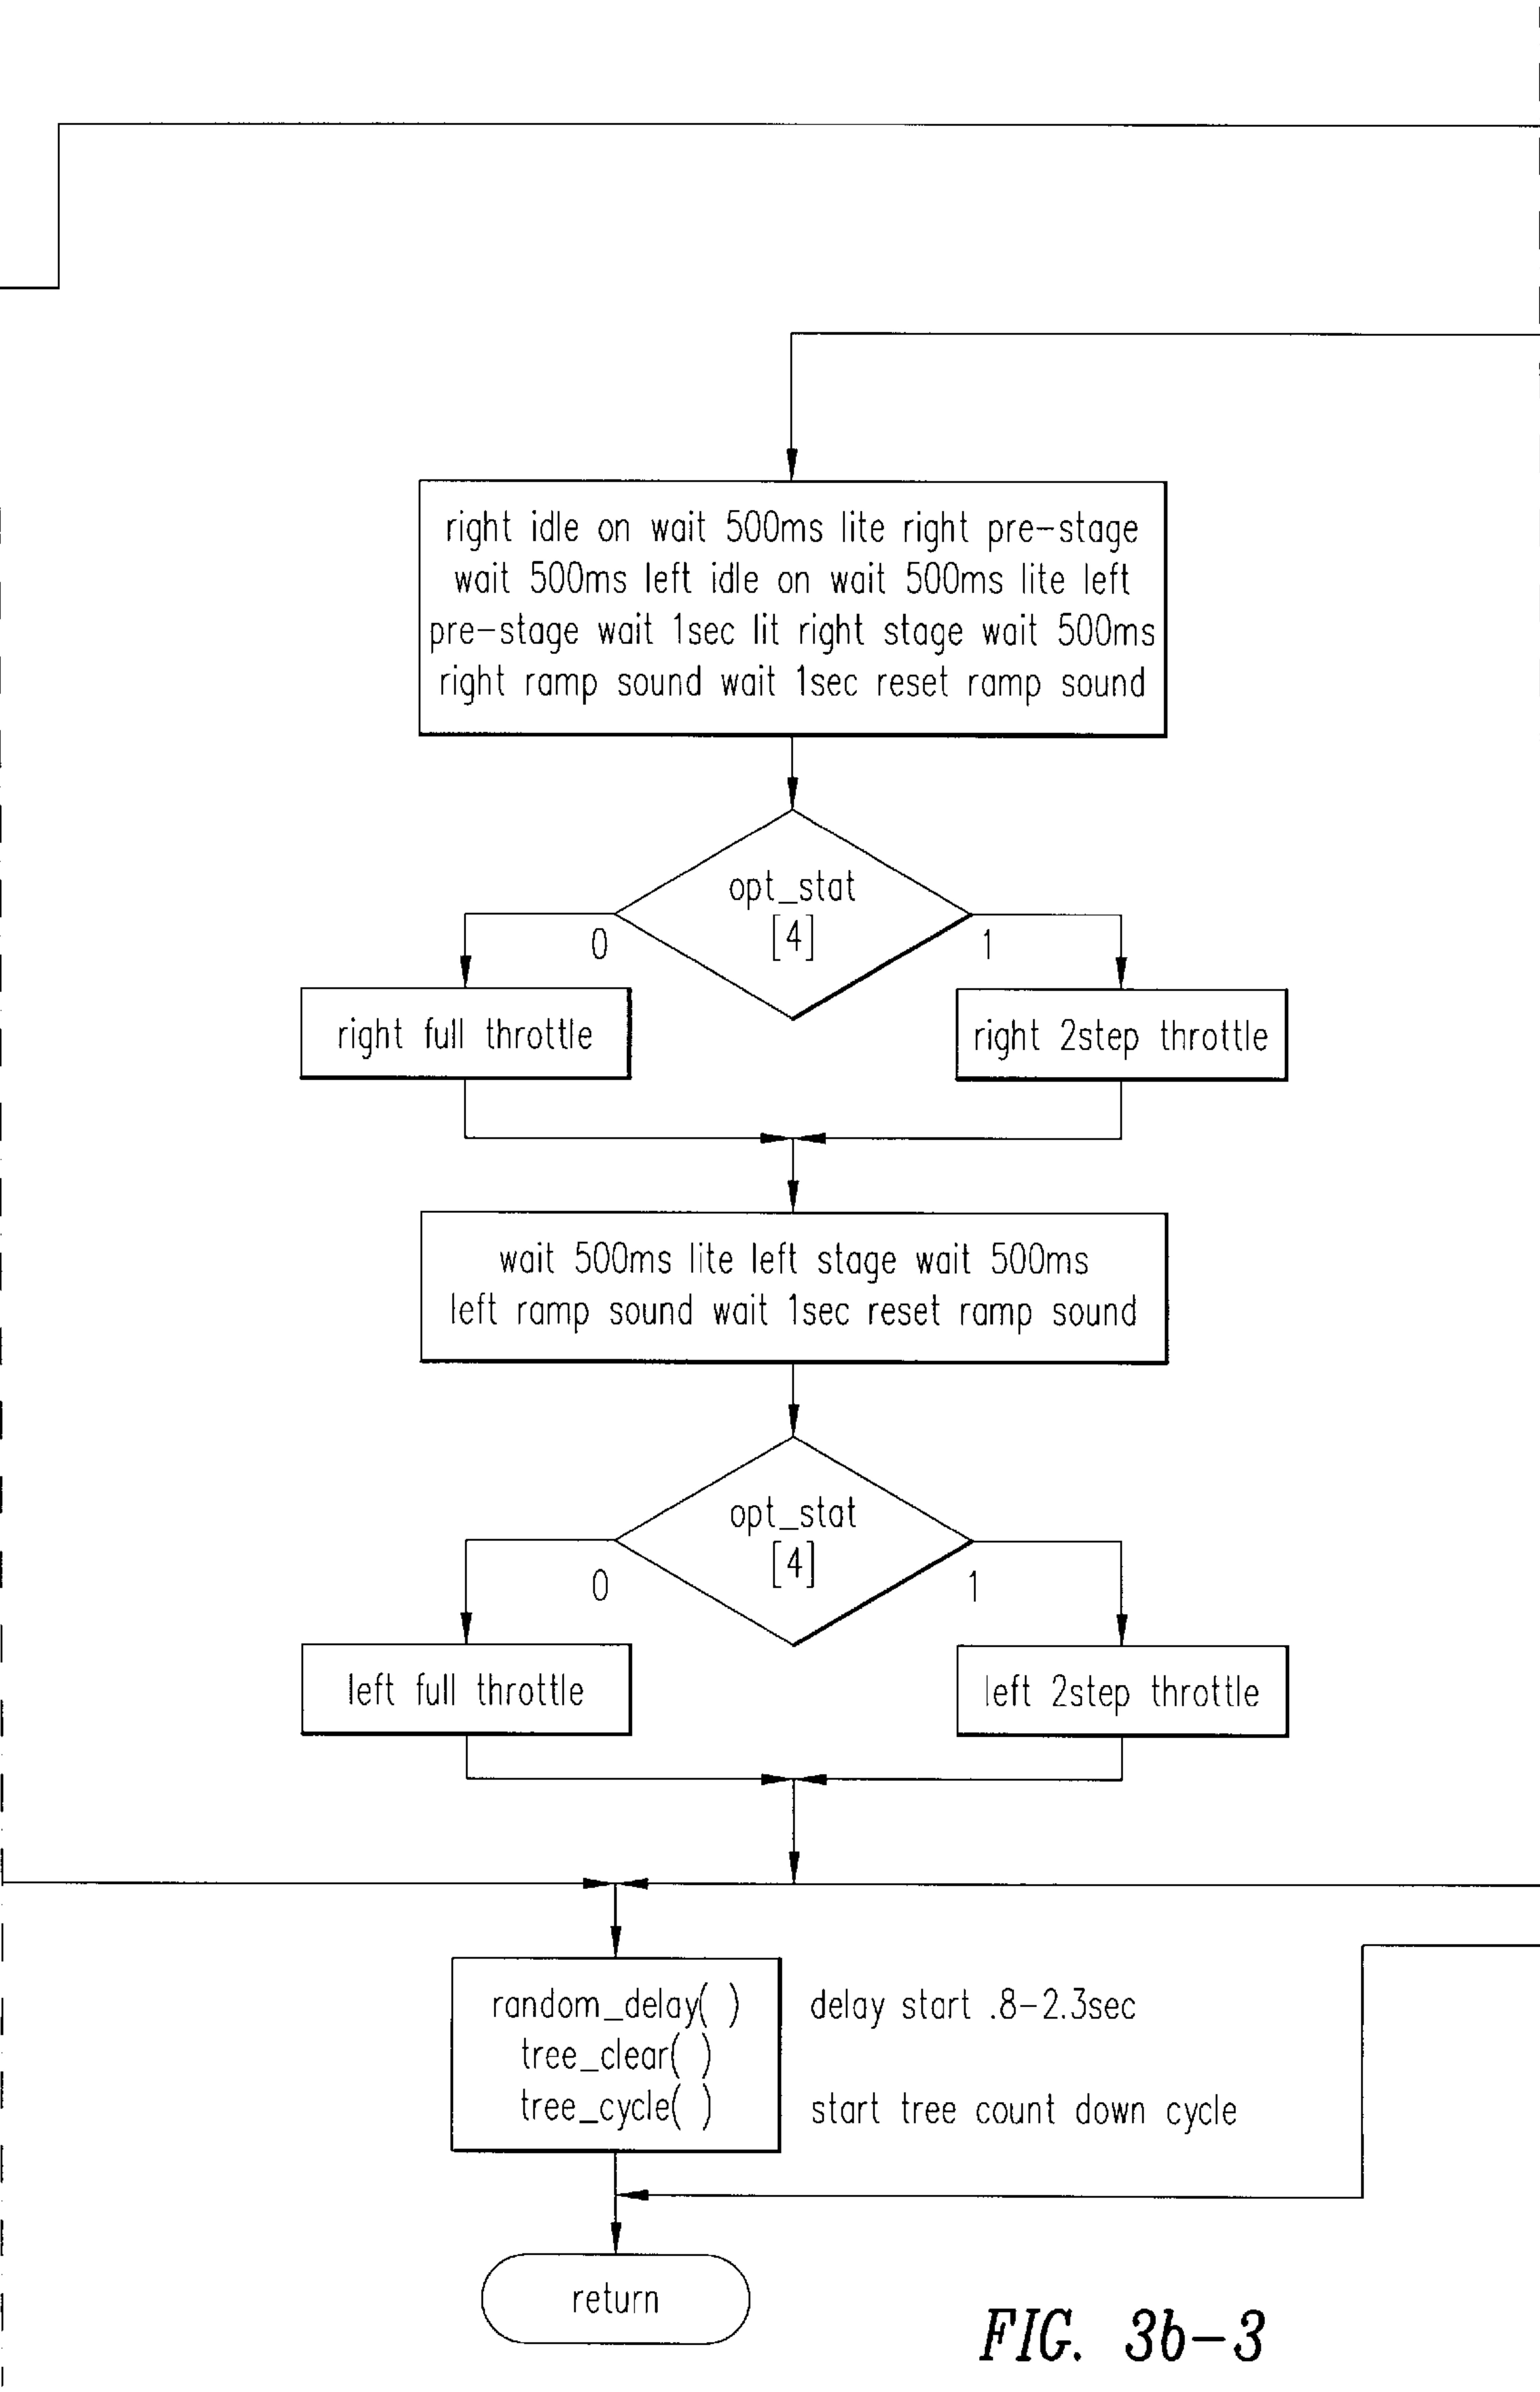 right idle on wait 500ms lite right pre-stage
wait 500ms left idle on wait 500ms lite left
pre-stage wait 1sec lit right stage wait 500ms
right ramp sound wait 1sec reset ramp sound
opt_stat
[4]
0
1
right full throttle
right 2step throttle
wait 500ms lite left stage wait 500ms
left ramp sound wait 1sec reset ramp sound
opt_stat
[4]
0
1
left full throttle
left 2step throttle
random_delay( )
delay start .8-2.3sec
tree_clear( )
tree_cycle( )
start tree count down cycle
return
FIG. 3b-3